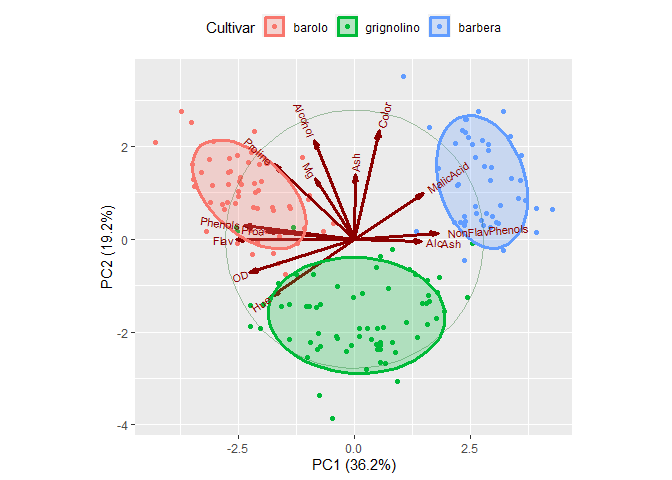 Cultivar barolo grignolino barbera
Alcohol
Color
Proline
Mg
Ash
MalicAcid
Phenols
Proa
Flav
NonFlavPhenols
AlcAsh
OD
Hue
2
0
-2
-4
PC2 (19.2%)
-2.5 0.0 2.5
PC1 (36.2%)